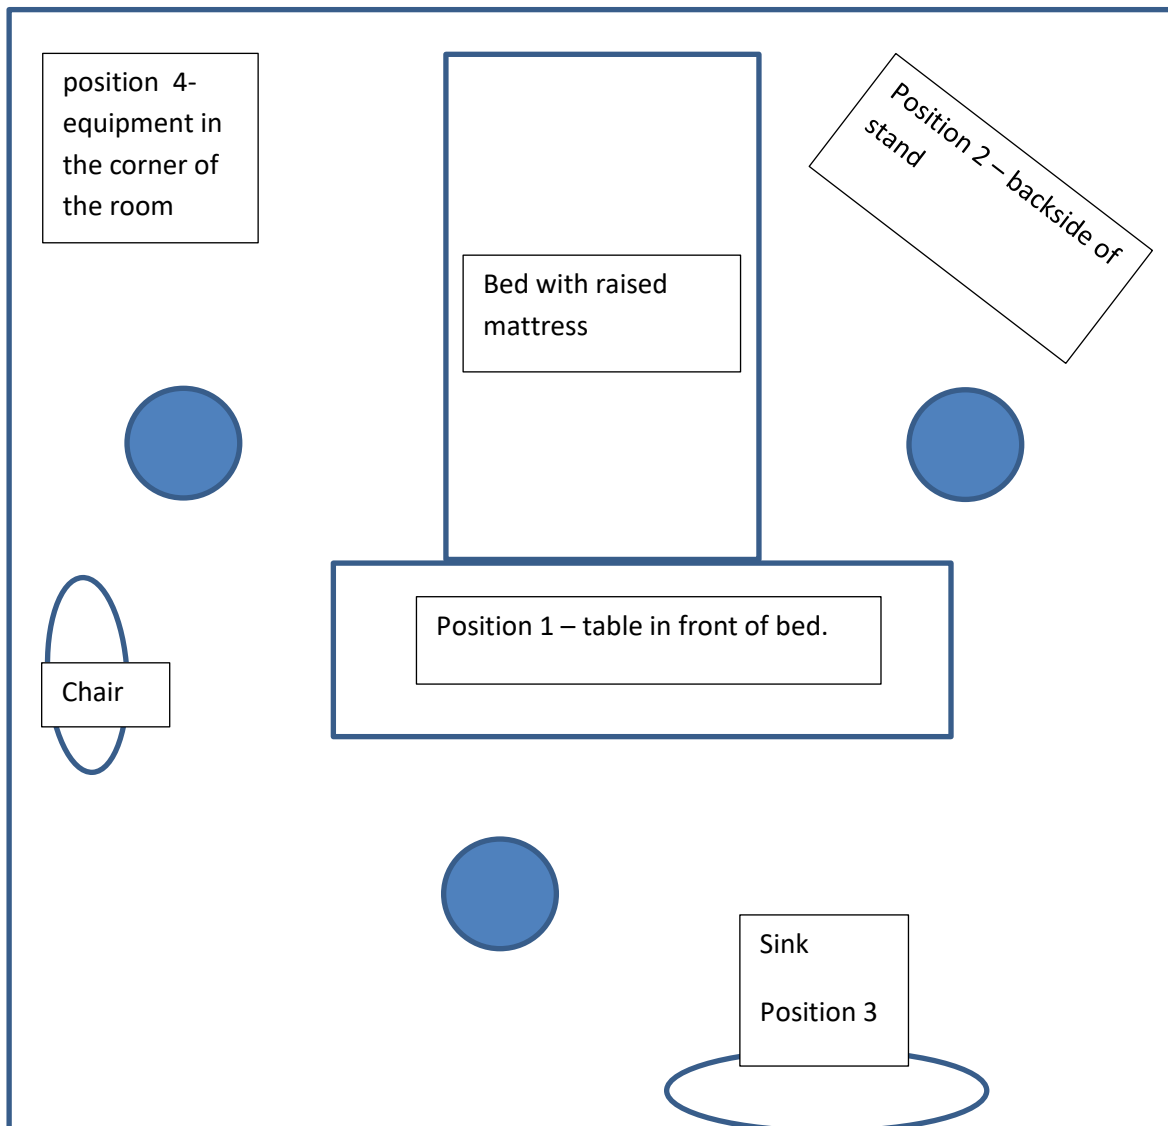 position  4-
equipment in
the corner of
the room
Position 2 – backside of
stand
Bed with raised
mattress
Position 1 – table in front of bed.
Chair
Sink
Position 3